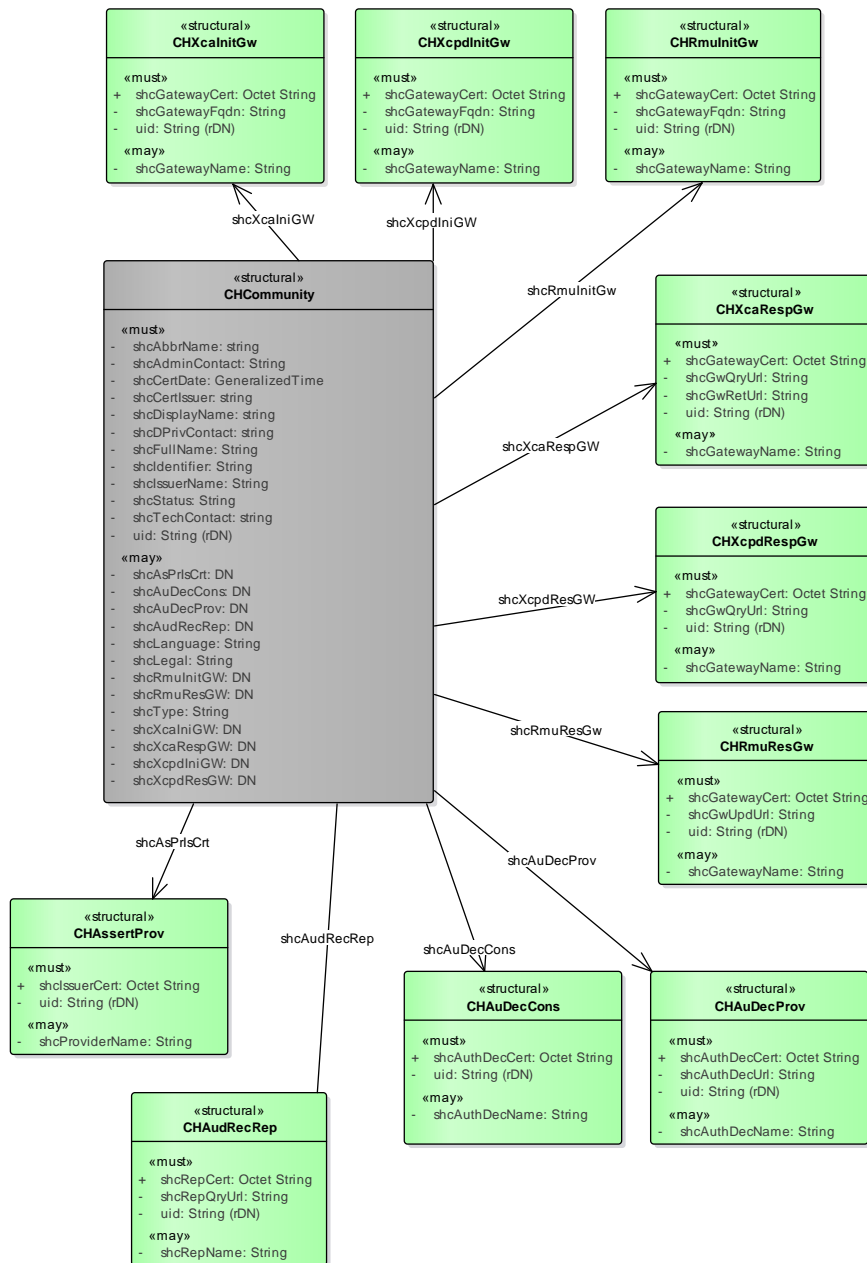 «structural»
CHXcaInitGw
«must»
+ shcGatewayCert: Octet String
- shcGatewayFqdn: String
- uid: String (rDN)
«may»
- shcGatewayName: String
«structural»
CHXcpdInitGw
«must»
+ shcGatewayCert: Octet String
- shcGatewayFqdn: String
- uid: String (rDN)
«may»
- shcGatewayName: String
«structural»
CHRmuInitGw
«must»
+ shcGatewayCert: Octet String
- shcGatewayFqdn: String
- uid: String (rDN)
«may»
- shcGatewayName: String
shcXcaIniGW
shcXcpdIniGW
shcRmuInitGw
«structural»
CHCommunity
«must»
- shcAbbrName: string
- shcAdminContact: String
- shcCertDate: GeneralizedTime
- shcCertIssuer: string
- shcDisplayName: string
- shcDPrivContact: string
- shcFullName: String
- shcIdentifier: String
- shcIssuerName: String
- shcStatus: String
- shcTechContact: string
- uid: String (rDN)
«may»
- shcAsPrIsCrt: DN
- shcAuDecCons: DN
- shcAuDecProv: DN
- shcAudRecRep: DN
- shcLanguage: String
- shcLegal: String
- shcRmuInitGW: DN
- shcRmuResGW: DN
- shcType: String
- shcXcaIniGW: DN
- shcXcaRespGW: DN
- shcXcpdIniGW: DN
- shcXcpdResGW: DN
«structural»
CHXcaRespGw
«must»
+ shcGatewayCert: Octet String
- shcGwQryUrl: String
- shcGwRetUrl: String
- uid: String (rDN)
«may»
- shcGatewayName: String
shcXcaRespGW
«structural»
CHXcpdRespGw
«must»
+ shcGatewayCert: Octet String
- shcGwQryUrl: String
- uid: String (rDN)
«may»
- shcGatewayName: String
shcXcpdResGW
shcRmuResGw
«structural»
CHRmuResGw
«must»
+ shcGatewayCert: Octet String
- shcGwUpdUrl: String
- uid: String (rDN)
«may»
- shcGatewayName: String
shcAsPrIsCrt
shcAuDecProv
shcAudRecRep
shcAuDecCons
«structural»
CHAssertProv
«must»
+ shcIssuerCert: Octet String
- uid: String (rDN)
«may»
- shcProviderName: String
«structural»
CHAuDecCons
«must»
+ shcAuthDecCert: Octet String
- uid: String (rDN)
«may»
- shcAuthDecName: String
«structural»
CHAuDecProv
«must»
+ shcAuthDecCert: Octet String
- shcAuthDecUrl: String
- uid: String (rDN)
«may»
- shcAuthDecName: String
«structural»
CHAudRecRep
«must»
+ shcRepCert: Octet String
- shcRepQryUrl: String
- uid: String (rDN)
«may»
- shcRepName: String